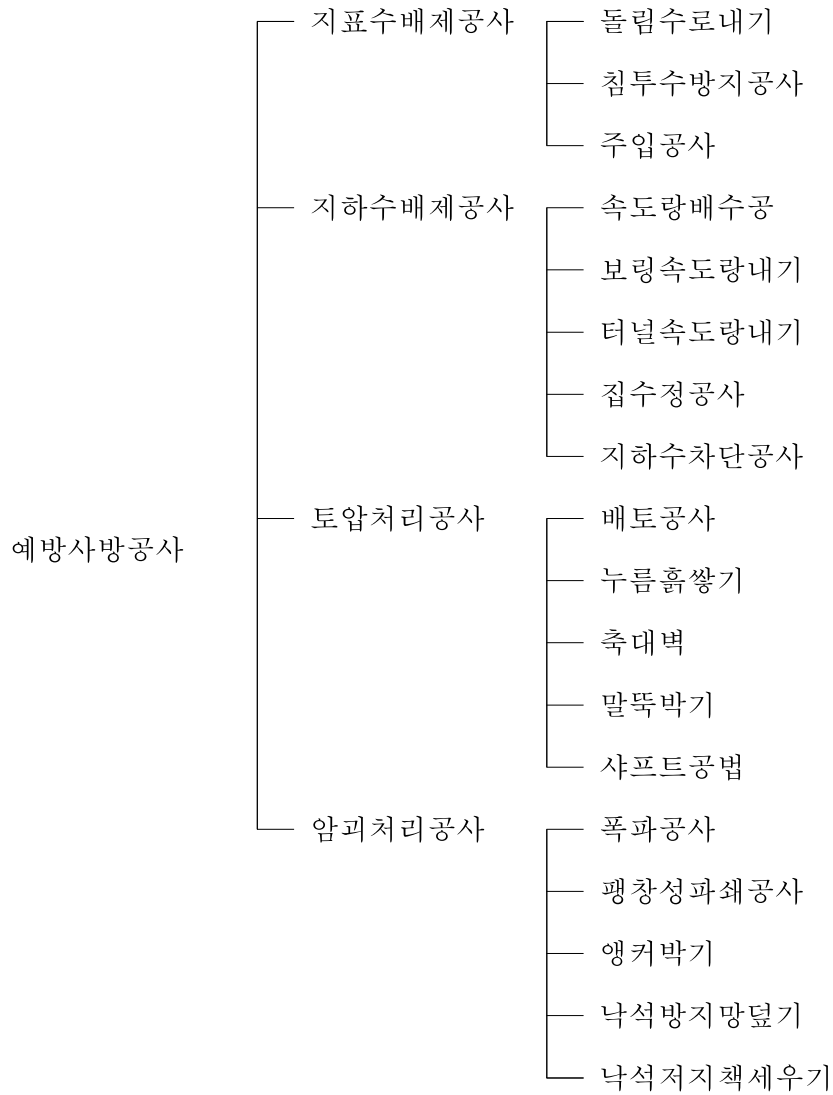 예방사방공사
지표수배제공사
돌림수로내기
침투수방지공사
주입공사
지하수배제공사
속도랑배수공
보링속도랑내기
터널속도랑내기
집수정공사
지하수차단공사
토압처리공사
배토공사
누름흙쌓기
축대벽
말뚝박기
샤프트공법
암괴처리공사
폭파공사
팽창성파쇄공사
앵커박기
낙석방지망덮기
낙석저지책세우기